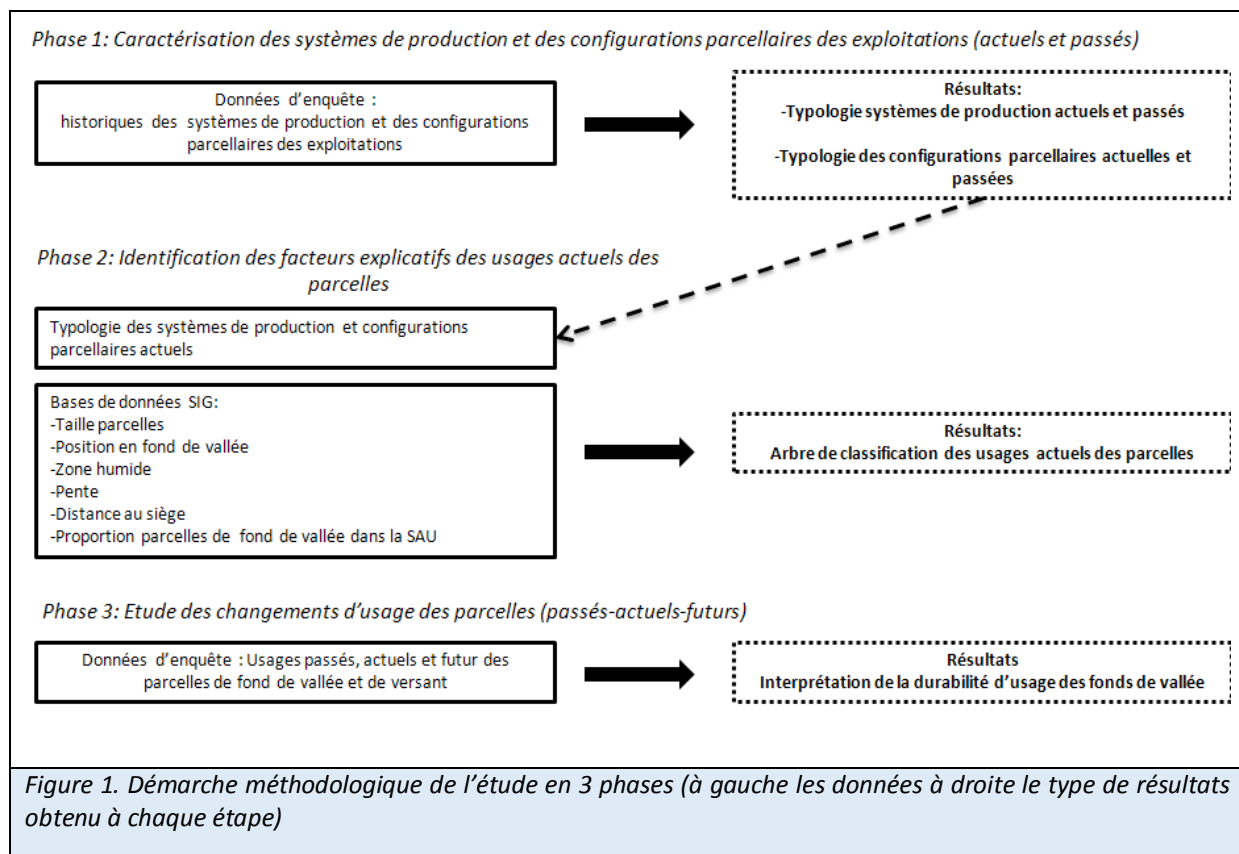 Phase 1: Caractérisation des systèmes de production et des configurations parcellaires des exploitations (actuels et passés)
Données d'enquête :
historiques des systèmes de production et des configurations
parcellaires des exploitations
Résultats:
-Typologie systèmes de production actuels et passés
-Typologie des configurations parcellaires actuelles et
passées
Phase 2: Identification des facteurs explicatifs des usages actuels des
parcelles
Typologie des systèmes de production et configurations
parcellaires actuels
Bases de données SIG:
-Taille parcelles
-Position en fond de vallée
-Zone humide
-Pente
-Distance au siège
-Proportion parcelles de fond de vallée dans la SAU
Résultats:
Arbre de classification des usages actuels des parcelles
Phase 3: Etude des changements d'usage des parcelles (passés-actuels-futurs)
Données d'enquête : Usages passés, actuels et futur des
parcelles de fond de vallée et de versant
Résultats
Interprétation de la durabilité d'usage des fonds de vallée
Figure 1. Démarche méthodologique de l'étude en 3 phases (à gauche les données à droite le type de résultats
obtenu à chaque étape)